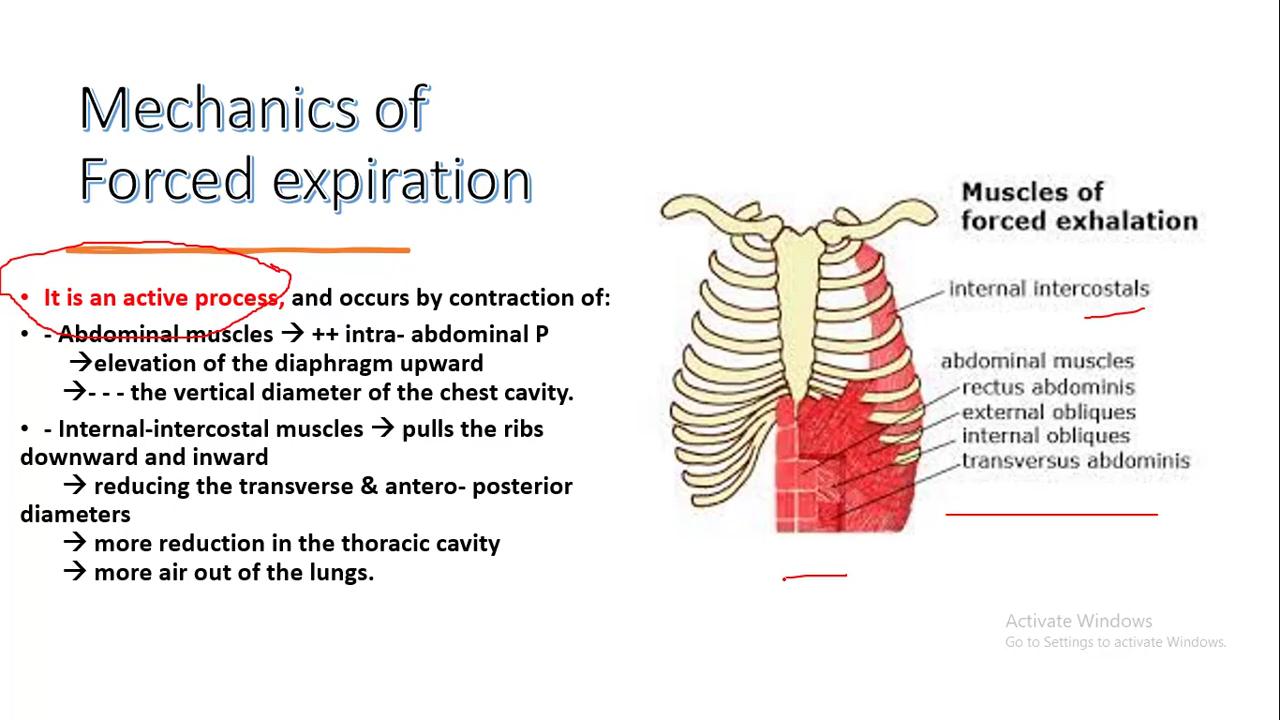 Mechanics of
Forced expiration
• It is an active process, and occurs by contraction of:
• - Abdominal muscles → ++ intra- abdominal P
→elevation of the diaphragm upward
→- - - the vertical diameter of the chest cavity.
• - Internal-intercostal muscles → pulls the ribs
downward and inward
→ reducing the transverse & antero- posterior
diameters
→ more reduction in the thoracic cavity
→ more air out of the lungs.
Muscles of
forced exhalation
internal intercostals
abdominal muscles
rectus abdominis
external obliques
internal obliques
transversus abdominis
Activate Windows
Go to Settings to activate Windows.